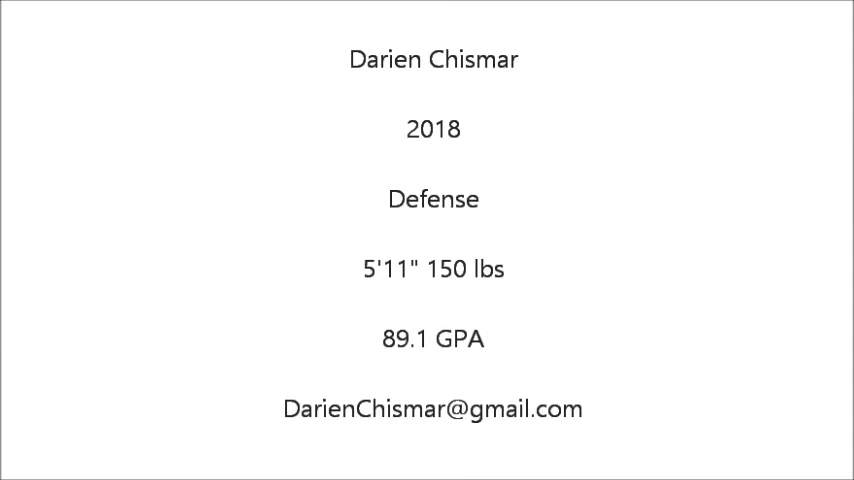 Darien Chismar
2018
Defense
5'11" 150 lbs
89.1 GPA
DarienChismar@gmail.com